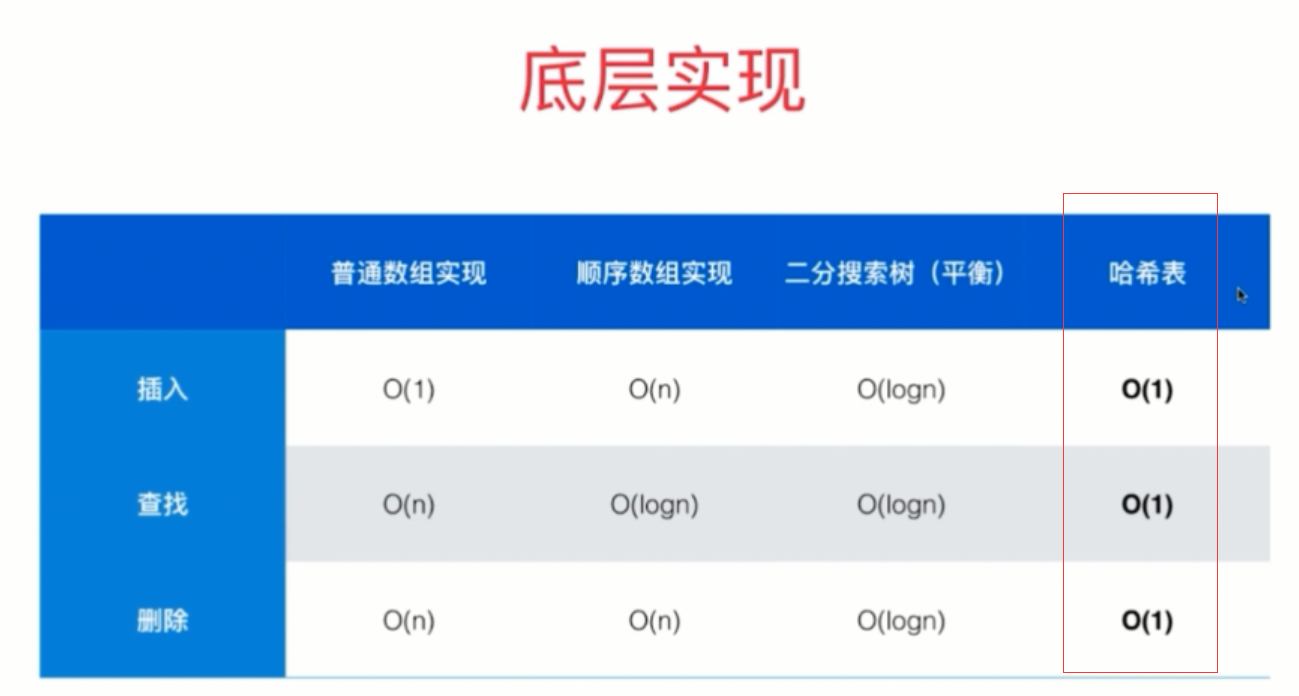 底层实现
普通数组实现 顺序数组实现 二分搜索树（平衡） 哈希表
插入 O(1) O(n) O(logn) O(1)
查找 O(n) O(logn) O(logn) O(1)
删除 O(n) O(n) O(logn) O(1)